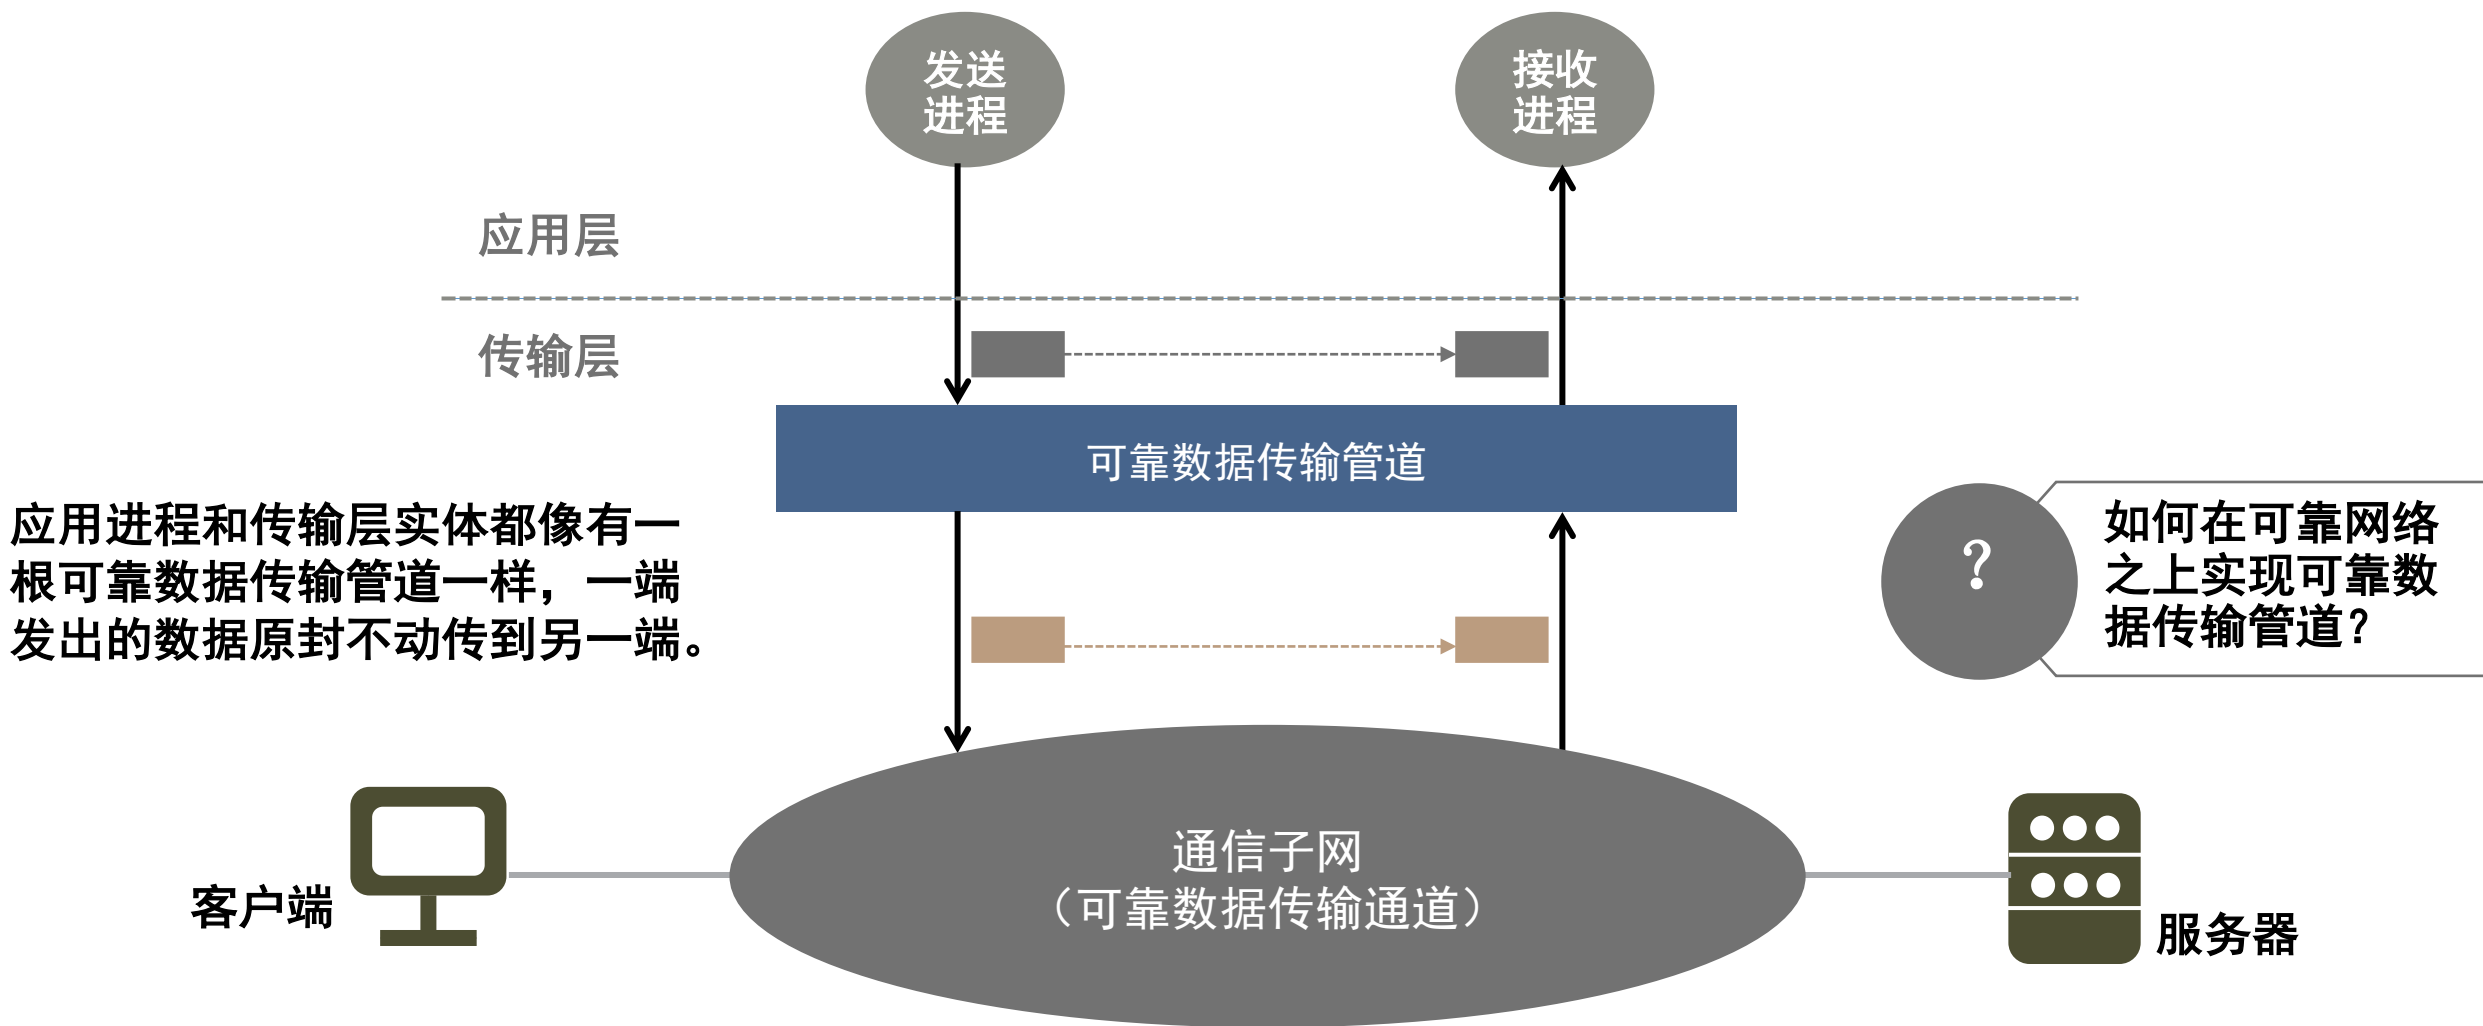 发送
进程
接收
进程
应用层
传输层
可靠数据传输管道
应用进程和传输层实体都像有一
根可靠数据传输管道一样，一端
发出的数据原封不动传到另一端。
?
如何在可靠网络
之上实现可靠数
据传输管道?
通信子网
（可靠数据传输通道）
客户端
服务器